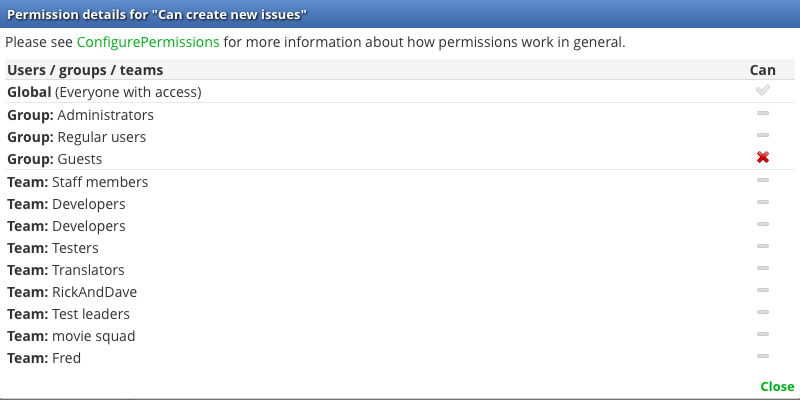 Permission details for "Can create new issues"
Please see ConfigurePermissions for more information about how permissions work in general.
Users / groups / teams Can
Global (Everyone with access)
Group: Administrators
Group: Regular users
Group: Guests
Team: Staff members
Team: Developers
Team: Developers
Team: Testers
Team: Translators
Team: RickAndDave
Team: Test leaders
Team: movie squad
Team: Fred
Close